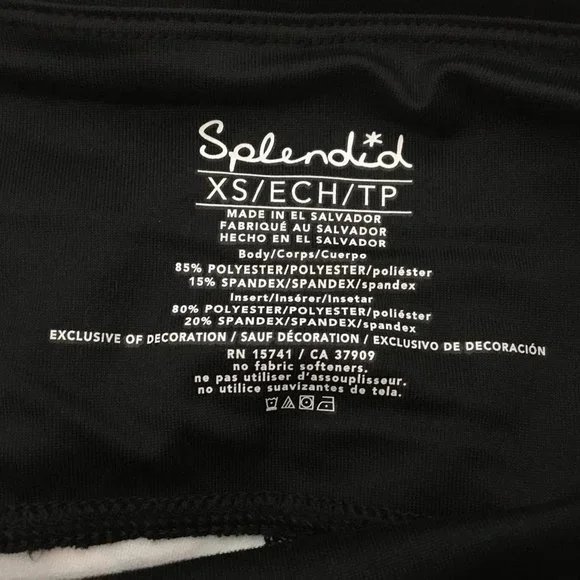 Splendid
XS/ECH/TP
MADE IN EL SALVADOR
FABRIQUÉ AU SALVADOR
HECHO EN EL SALVADOR
Body/Corps/Cuerpo
85% POLYESTER/POLYESTER/poliéster
15% SPANDEX/SPANDEX/spandex
Insert/Insérer/Insetar
80% POLYESTER/POLYESTER/poliéster
20% SPANDEX/SPANDEX/spandex
EXCLUSIVE OF DECORATION / SAUF DÉCORATION / EXCLUSIVO DE DECORACIÓN
RN 15741 / CA 37909
no fabric softeners.
ne pas utiliser d'assouplisseur.
no utilice suavizantes de tela.